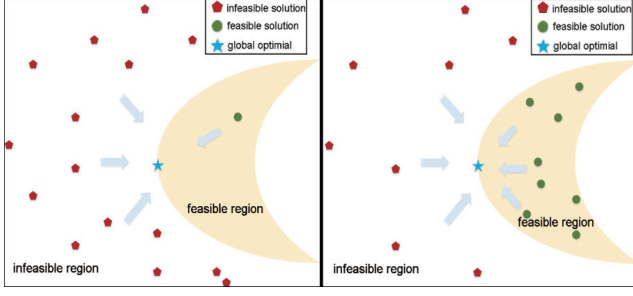 infeasible solution
feasible solution
global optimial
feasible region
infeasible region
infeasible solution
feasible solution
global optimial
feasible region
infeasible region